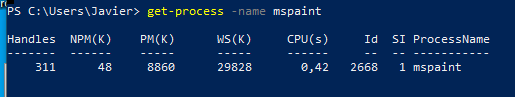 PS C:\Users\Javier> get-process -name mspaint
Handles  NPM(K)    PM(K)      WS(K)     CPU(s)     Id  SI ProcessName
-------  ------    -----      -----     ------     --  -- -----------
    311      48     8860      29828       0,42   2668   1 mspaint